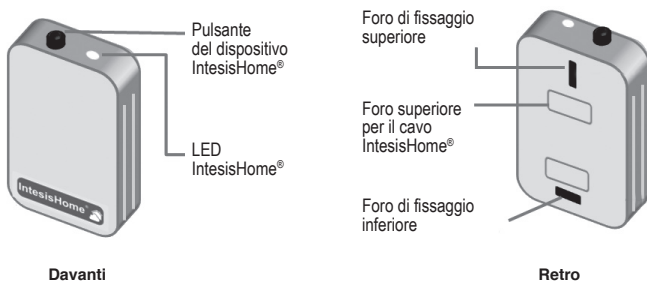 Pulsante
del dispositivo
IntesisHome®
LED
IntesisHome®
IntesisHome®
Davanti
Foro di fissaggio
superiore
Foro superiore
per il cavo
IntesisHome®
Foro di fissaggio
inferiore
Retro